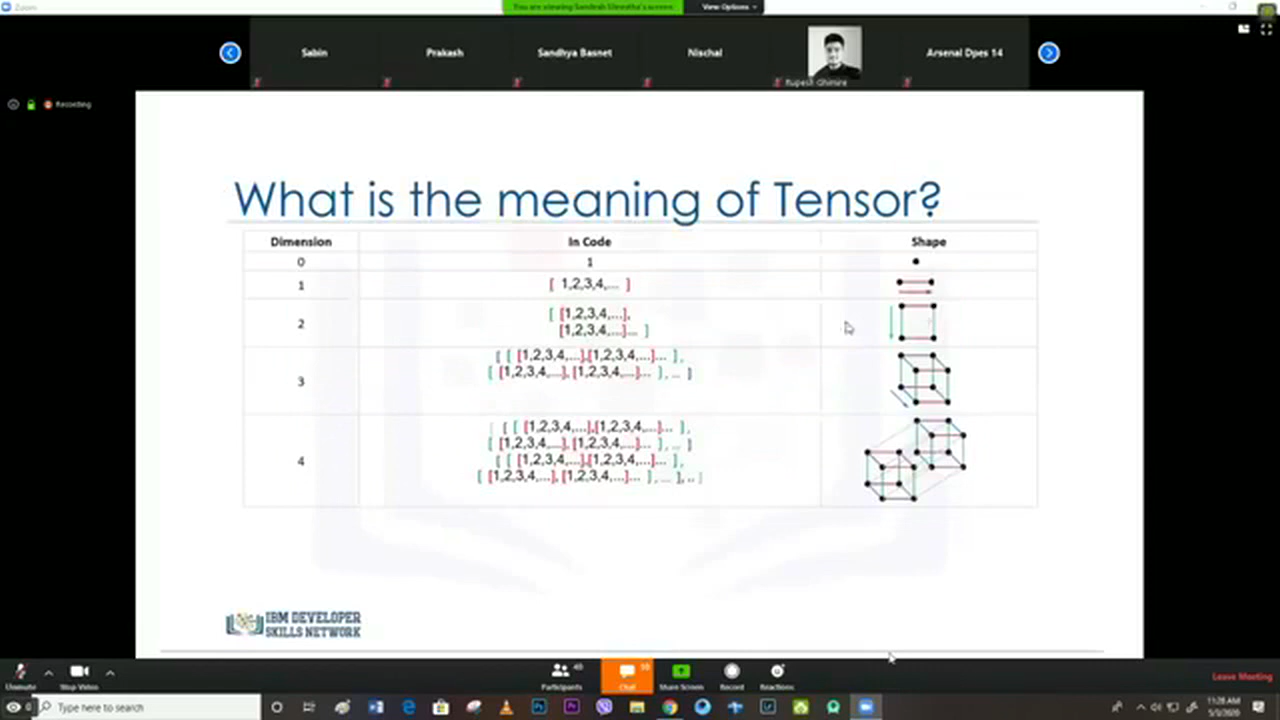 Zoom
You are viewing Sandesh Shrestha's screen
View Options
Sabin
Prakash
Sandhya Basnet
Nischal
Rupesh Ghimire
Arsenal Dpes 14
Recording
What is the meaning of Tensor?
Dimension In Code Shape
0 1
1 [ 1,2,3,4,... ]
2 [ [1,2,3,4,...],
[1,2,3,4,...]... ]
3 [ [ [1,2,3,4,...],[1,2,3,4,...]... ],
[ [1,2,3,4,...], [1,2,3,4,...]... ] , ... ]
4 [ [ [ [1,2,3,4,...],[1,2,3,4,...]... ],
[ [1,2,3,4,...], [1,2,3,4,...]... ] , ... ]
[ [ [1,2,3,4,...],[1,2,3,4,...]... ],
[ [1,2,3,4,...], [1,2,3,4,...]... ] , ... ], .. ]
IBM DEVELOPER
SKILLS NETWORK
Unmute
Stop Video
Participants
Chat
Share Screen
Record
Reactions
Leave Meeting
Type here to search
11:28 AM